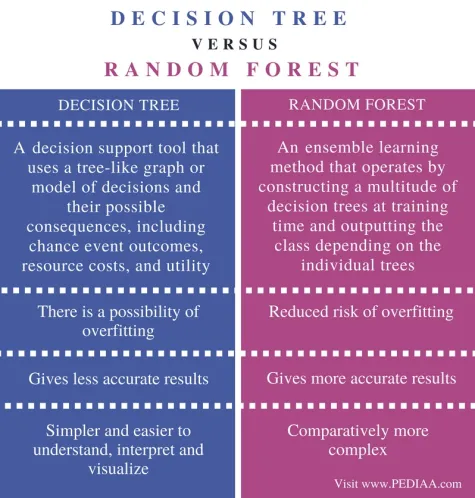 DECISION TREE
VERSUS
RANDOM FOREST
DECISION TREE
A decision support tool that
uses a tree-like graph or
model of decisions and
their possible
consequences, including
chance event outcomes,
resource costs, and utility
There is a possibility of
overfitting
Gives less accurate results
Simpler and easier to
understand, interpret and
visualize
RANDOM FOREST
An ensemble learning
method that operates by
constructing a multitude of
decision trees at training
time and outputting the
class depending on the
individual trees
Reduced risk of overfitting
Gives more accurate results
Comparatively more
complex
Visit www.PEDIAA.com